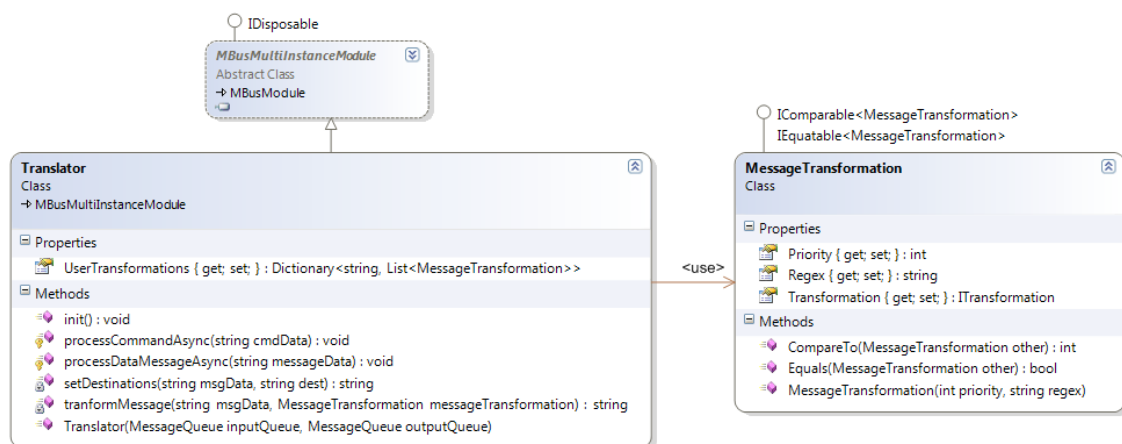 IDisposable
MBusMultiInstanceModule
Abstract Class
MBusModule
IComparable<MessageTransformation>
IEquatable<MessageTransformation>
Translator
Class
MBusMultiInstanceModule
Properties
UserTransformations { get; set; } : Dictionary<string, List<MessageTransformation>>
Methods
init() : void
processCommandAsync(string cmdData) : void
processDataMessageAsync(string messageData) : void
setDestinations(string msgData, string dest) : string
tranformMessage(string msgData, MessageTransformation messageTransformation) : string
Translator(MessageQueue inputQueue, MessageQueue outputQueue)
<use>
MessageTransformation
Class
Properties
Priority { get; set; } : int
Regex { get; set; } : string
Transformation { get; set; } : ITransformation
Methods
CompareTo(MessageTransformation other) : int
Equals(MessageTransformation other) : bool
MessageTransformation(int priority, string regex)